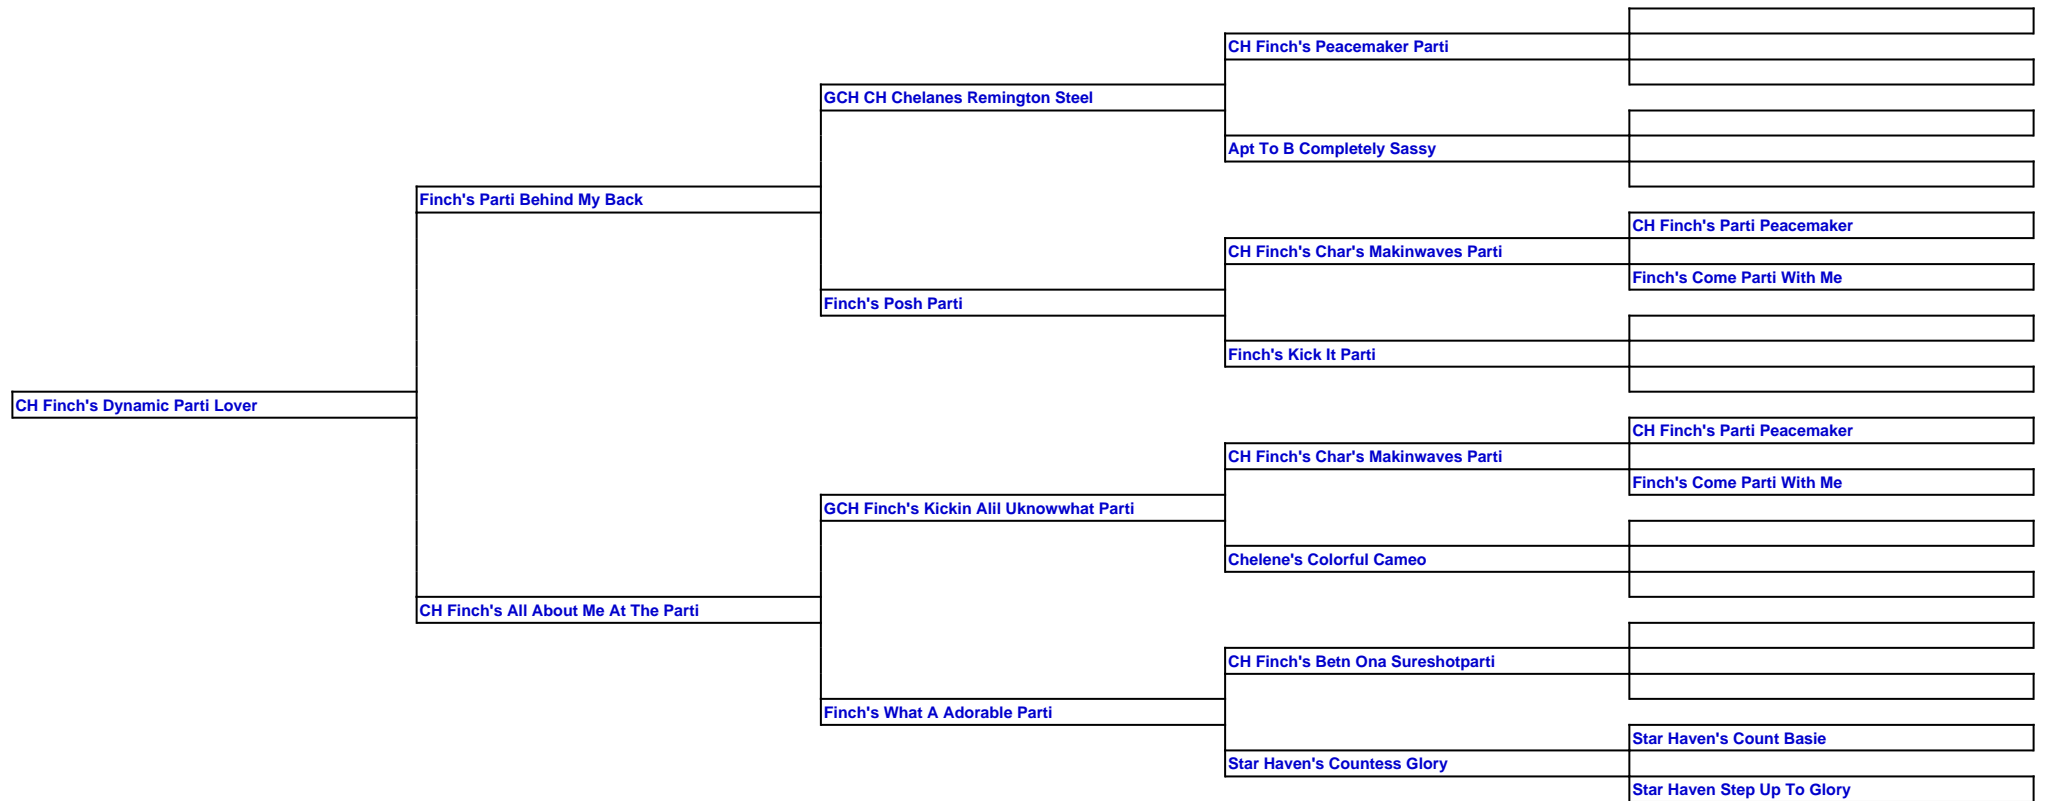 CH Finch's Peacemaker Parti
GCH CH Chelanes Remington Steel
Apt To B Completely Sassy
Finch's Parti Behind My Back
CH Finch's Parti Peacemaker
CH Finch's Char's Makinwaves Parti
Finch's Come Parti With Me
Finch's Posh Parti
Finch's Kick It Parti
CH Finch's Dynamic Parti Lover
CH Finch's Parti Peacemaker
CH Finch's Char's Makinwaves Parti
Finch's Come Parti With Me
GCH Finch's Kickin Alil Uknowwhat Parti
Chelene's Colorful Cameo
CH Finch's All About Me At The Parti
CH Finch's Betn Ona Sureshotparti
Finch's What A Adorable Parti
Star Haven's Count Basie
Star Haven's Countess Glory
Star Haven Step Up To Glory